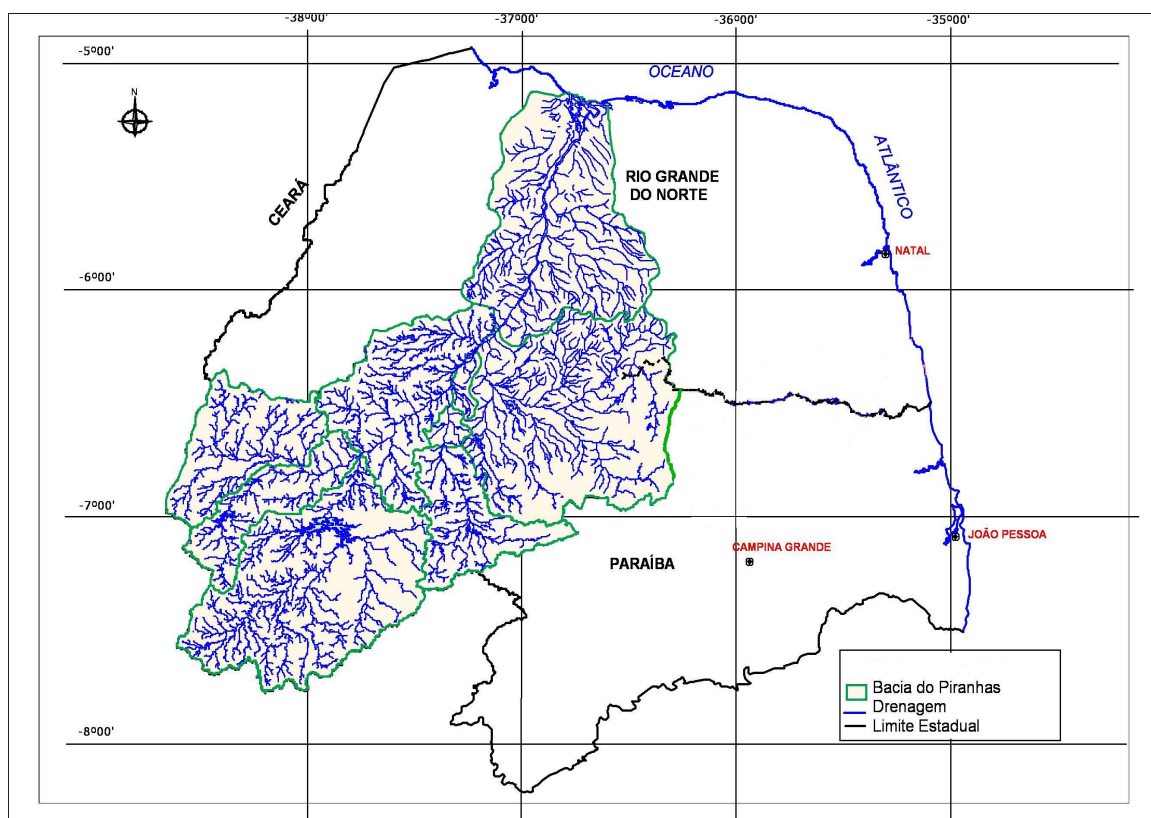 -38º00'
-37º00'
-36º00'
-35º00'
-5º00'
OCEANO
N
ATLÂNTICO
CEARÁ
RIO GRANDE
DO NORTE
NATAL
-6º00'
-7º00'
CAMPINA GRANDE
JOÃO PESSOA
PARAÍBA
Bacia do Piranhas
Drenagem
Limite Estadual
-8º00'